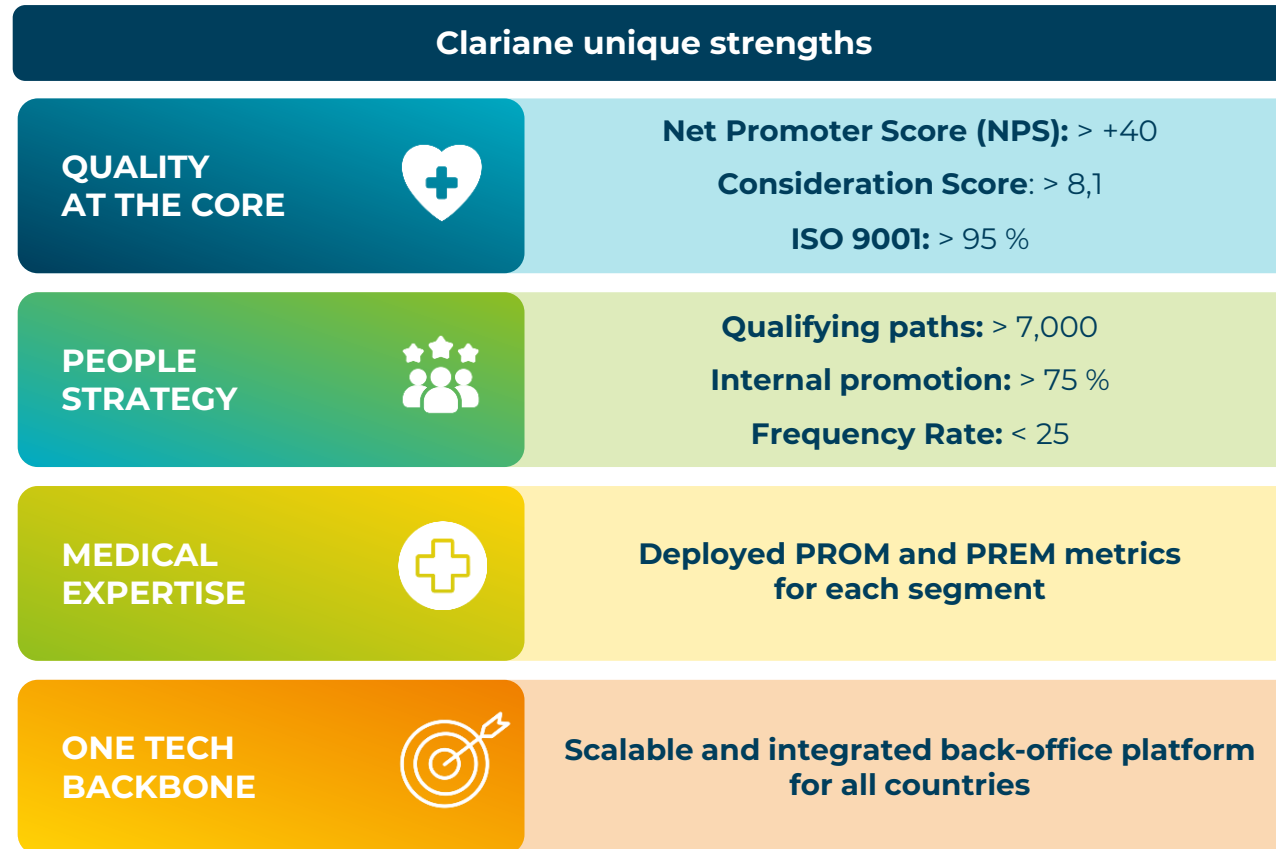 Clariane unique strengths
QUALITY
AT THE CORE
Net Promoter Score (NPS): > +40
Consideration Score: > 8,1
ISO 9001: > 95 %
PEOPLE
STRATEGY
Qualifying paths: > 7,000
Internal promotion: > 75 %
Frequency Rate: < 25
MEDICAL
EXPERTISE
Deployed PROM and PREM metrics
for each segment
ONE TECH
BACKBONE
Scalable and integrated back-office platform
for all countries